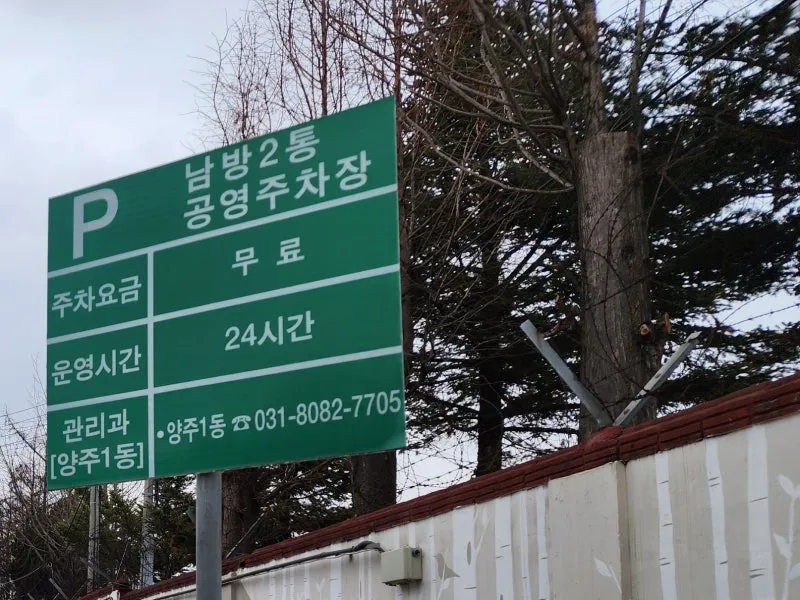 P
남방2통
공영주차장
주차요금
무료
운영시간
24시간
관리과
[양주1동]
•양주1동 ☎031-8082-7705